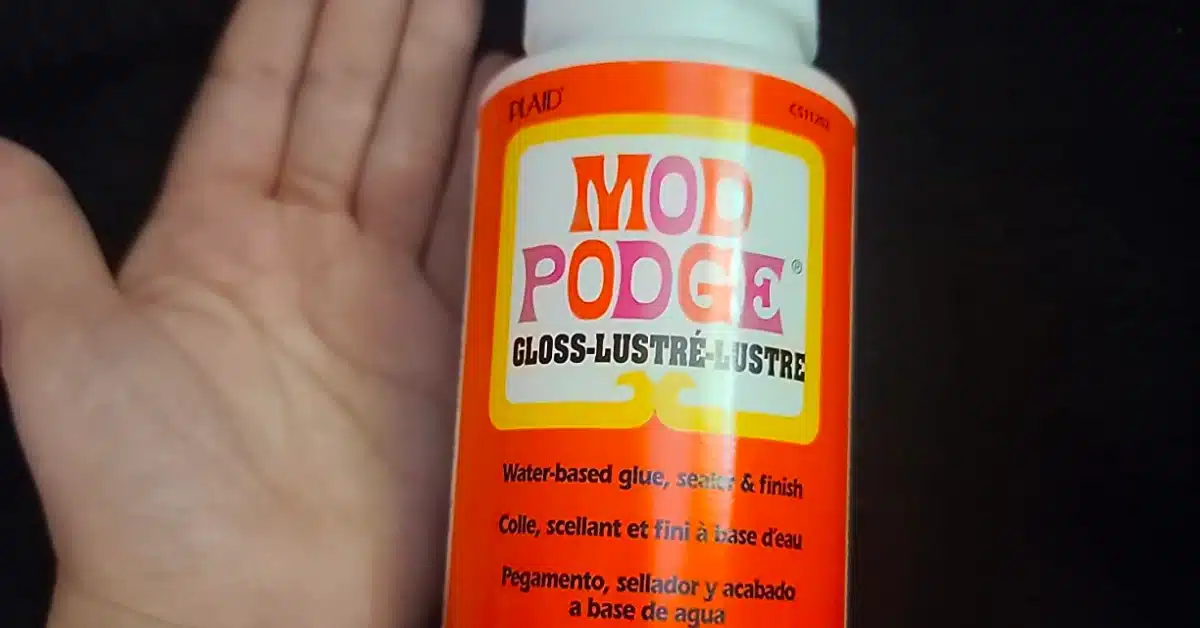 PLAID®
CS11202
MOD
PODGE®
GLOSS-LUSTRÉ-LUSTRE
Water-based glue, sealer & finish
Colle, scellant et fini à base d'eau
Pegamento, sellador y acabado
a base de agua